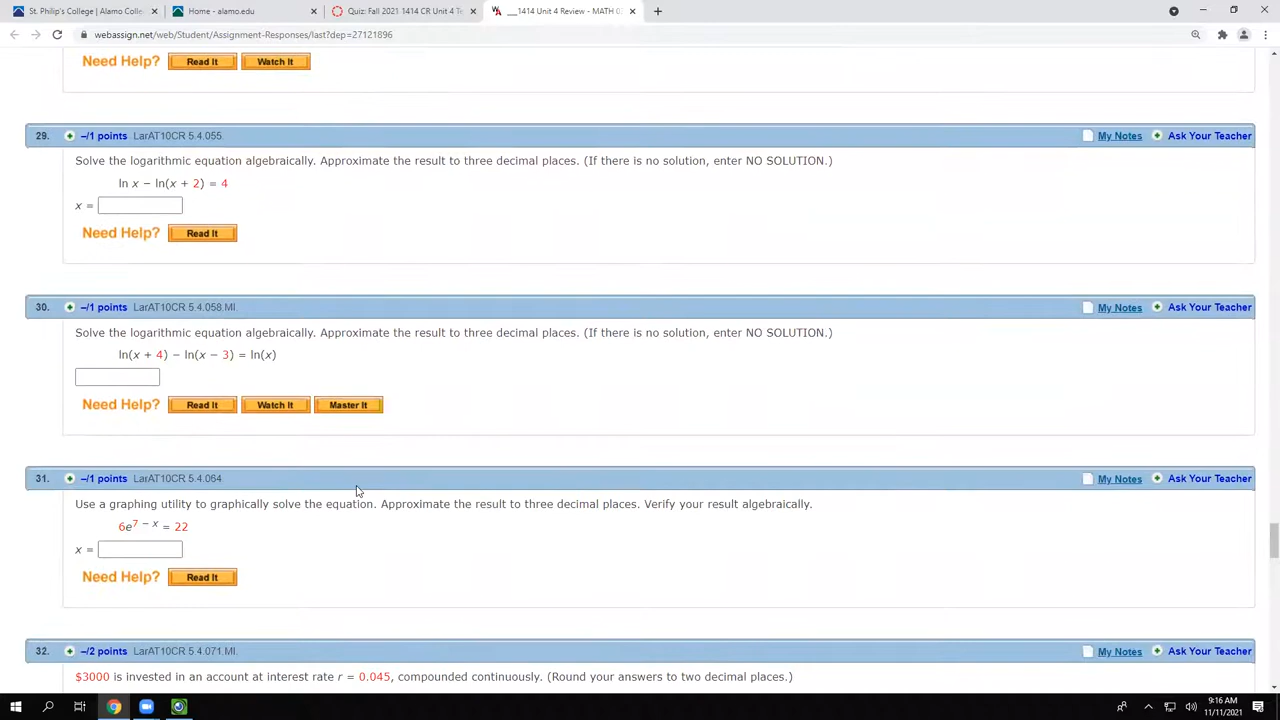 St. Philip's College | Alamo Colle
Home - alamo.edu
Quiz: Fall 2021 1414 CR Unit 4 Te
__1414 Unit 4 Review - MATH 0
webassign.net/web/Student/Assignment-Responses/last?dep=27121896
Need Help? Read It Watch It
29. –/1 points LarAT10CR 5.4.055. My Notes Ask Your Teacher
Solve the logarithmic equation algebraically. Approximate the result to three decimal places. (If there is no solution, enter NO SOLUTION.)
ln x − ln(x + 2) = 4
x =
Need Help? Read It
30. –/1 points LarAT10CR 5.4.058.MI. My Notes Ask Your Teacher
Solve the logarithmic equation algebraically. Approximate the result to three decimal places. (If there is no solution, enter NO SOLUTION.)
ln(x + 4) − ln(x − 3) = ln(x)
Need Help? Read It Watch It Master It
31. –/1 points LarAT10CR 5.4.064. My Notes Ask Your Teacher
Use a graphing utility to graphically solve the equation. Approximate the result to three decimal places. Verify your result algebraically.
6e^7 − x = 22
x =
Need Help? Read It
32. –/2 points LarAT10CR 5.4.071.MI. My Notes Ask Your Teacher
$3000 is invested in an account at interest rate r = 0.045, compounded continuously. (Round your answers to two decimal places.)
9:16 AM
11/11/2021